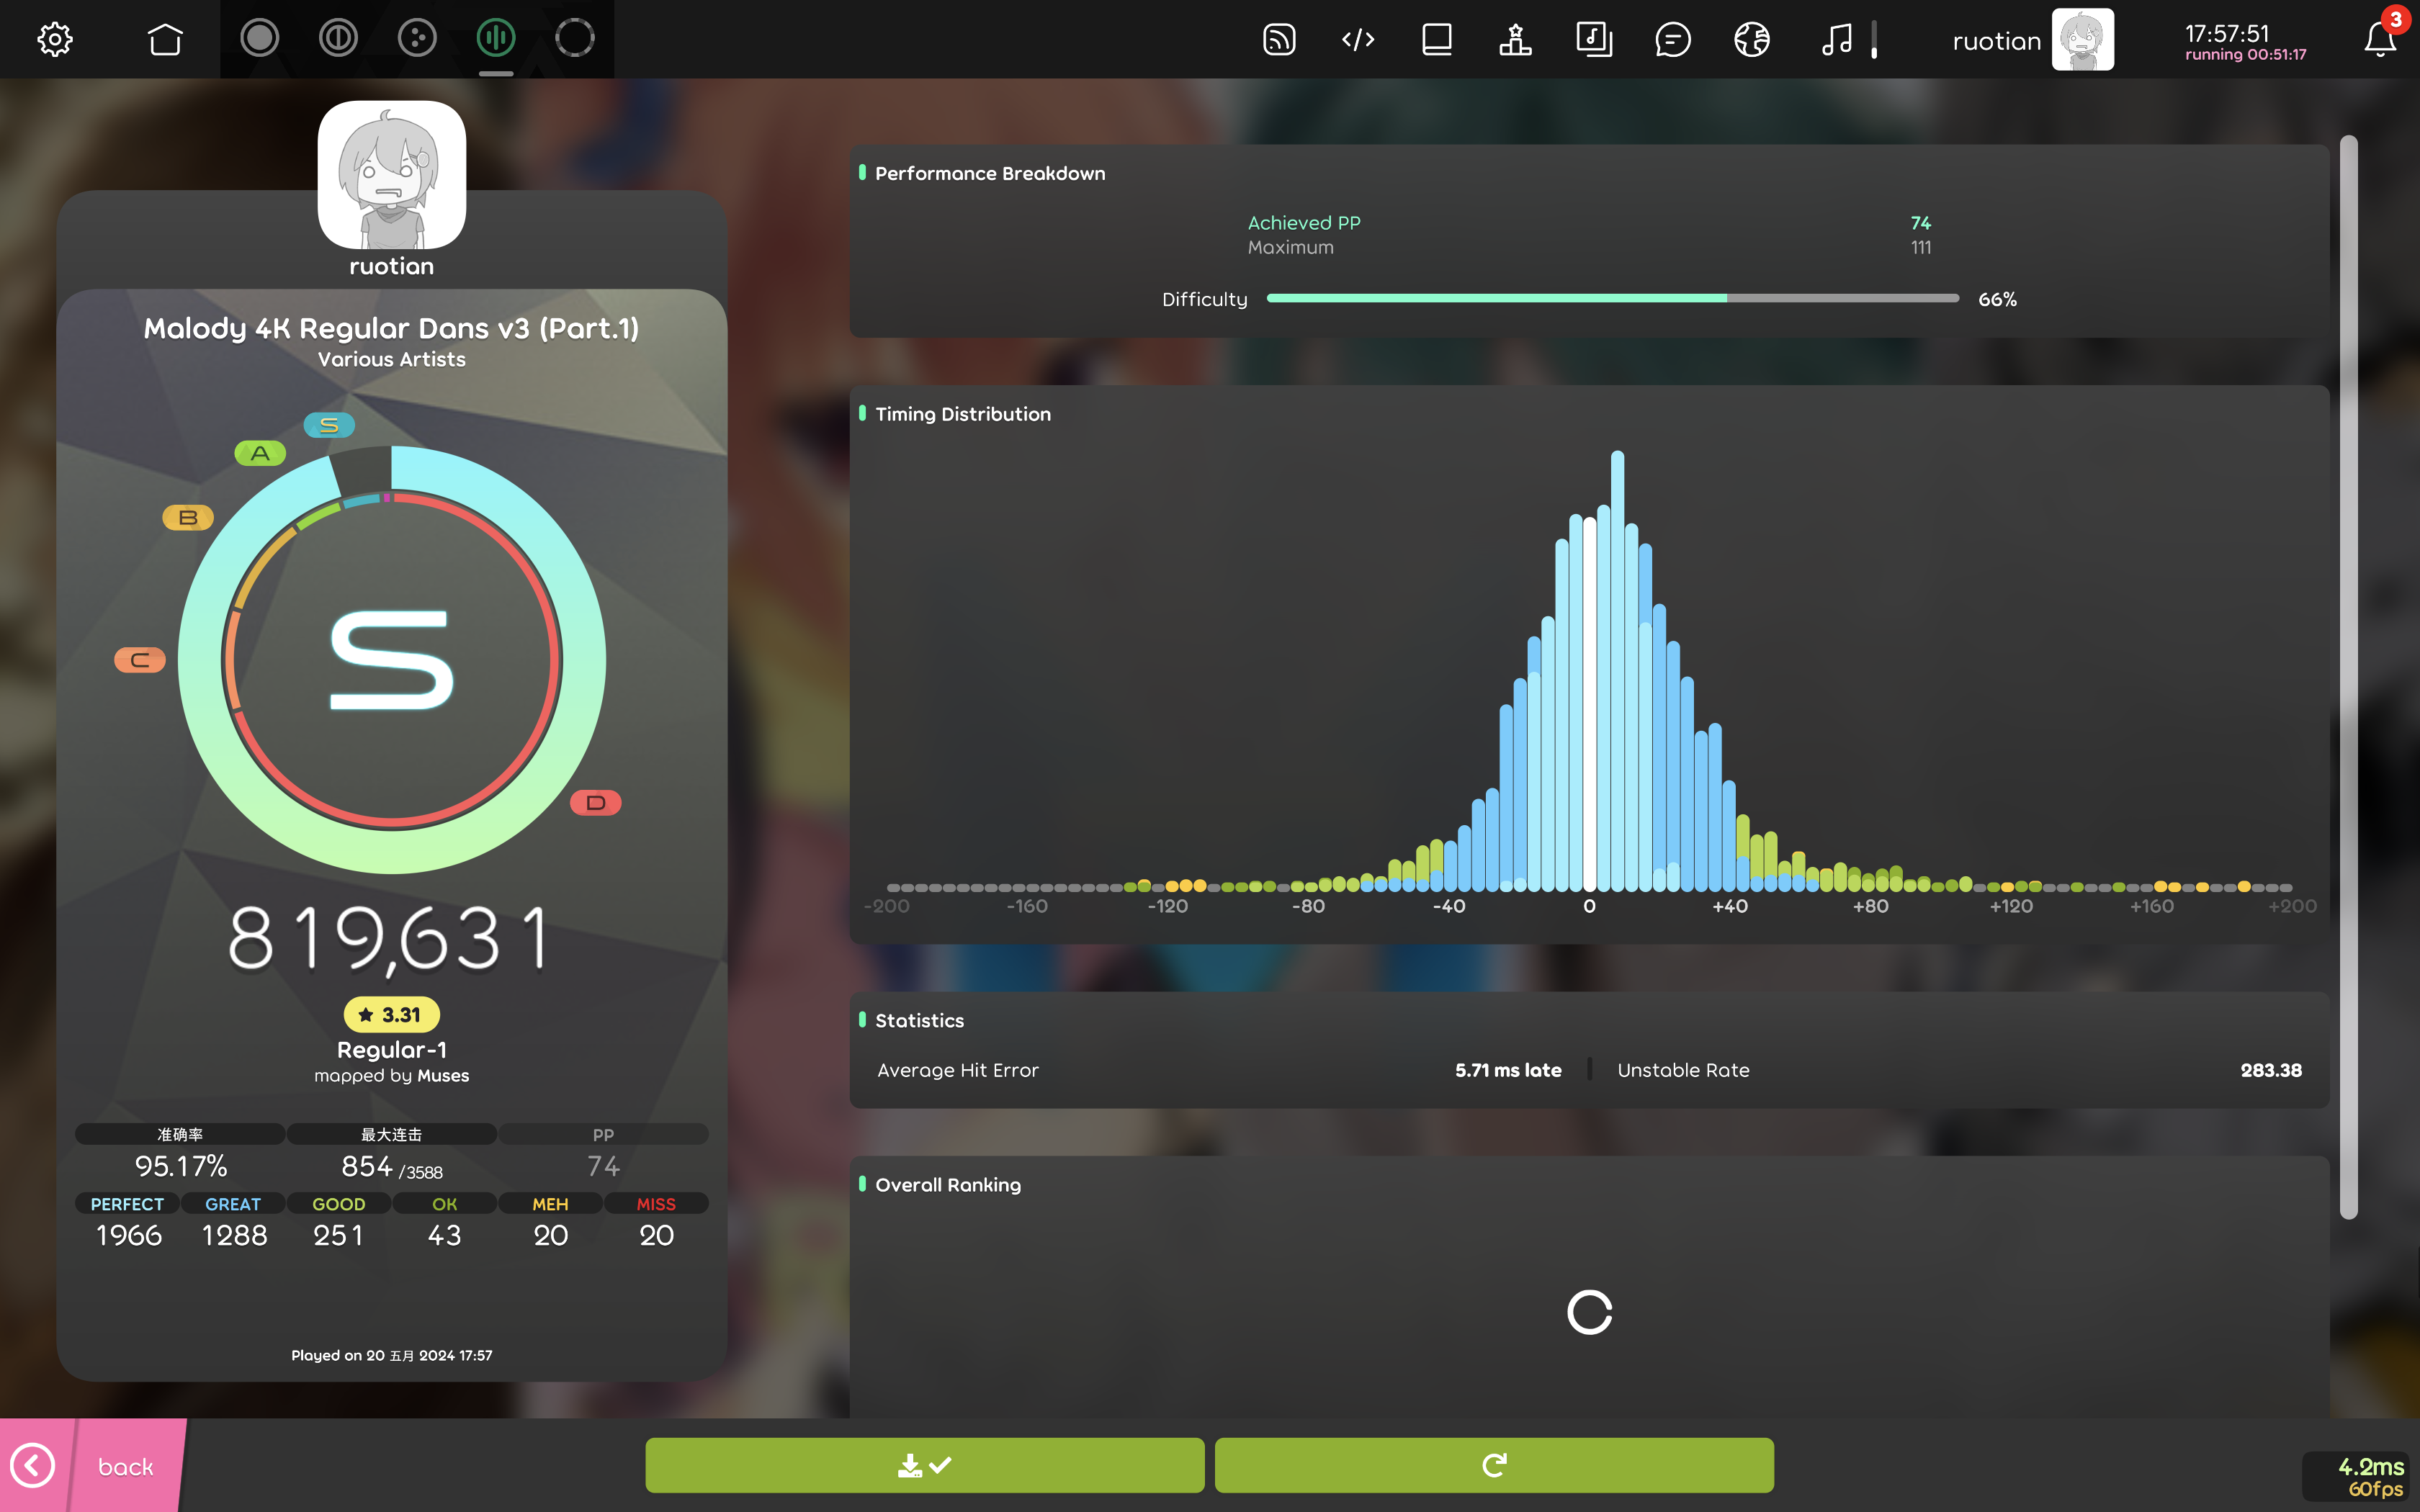 ruotian
17:57:51
running 00:51:17
3
ruotian
Malody 4K Regular Dans v3 (Part.1)
Various Artists
S
A
B
C
D
S
819,631
3.31
Regular-1
mapped by Muses
准确率
最大连击
PP
95.17%
854 /3588
74
PERFECT
GREAT
GOOD
OK
MEH
MISS
1966
1288
251
43
20
20
Played on 20 五月 2024 17:57
Performance Breakdown
Achieved PP 74
Maximum 111
Difficulty 66%
Timing Distribution
-200 -160 -120 -80 -40 0 +40 +80 +120 +160 +200
Statistics
Average Hit Error 5.71 ms late
Unstable Rate 283.38
Overall Ranking
back
4.2ms
60fps